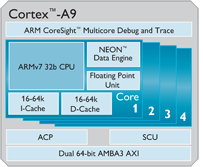 Cortex™-A9
ARM CoreSight™ Multicore Debug and Trace
ARMv7 32b CPU
NEON™
Data Engine
Floating Point
Unit
16-64k
I-Cache
16-64k
D-Cache
Core
1 2 3 4
ACP
SCU
Dual 64-bit AMBA3 AXI